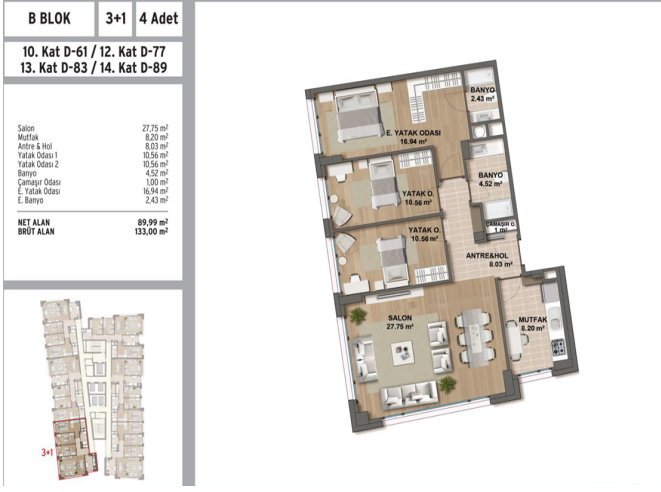 B BLOK 3+1 4 Adet
10. Kat D-61 / 12. Kat D-77
13. Kat D-83 / 14. Kat D-89
Salon 27,75 m²
Mutfak 8,20 m²
Antre & Hol 8,03 m²
Yatak Odası 1 10,56 m²
Yatak Odası 2 10,56 m²
Banyo 4,52 m²
Çamaşır Odası 1,00 m²
E. Yatak Odası 16,94 m²
E. Banyo 2,43 m²
NET ALAN 89,99 m²
BRÜT ALAN 133,00 m²
3+1
BANYO
2.43 m²
E. YATAK ODASI
16.94 m²
BANYO
4.52 m²
YATAK O.
10.56 m²
ÇAMAŞIR O.
1 m²
YATAK O.
10.56 m²
ANTRE&HOL
8.03 m²
SALON
27.75 m²
MUTFAK
8.20 m²